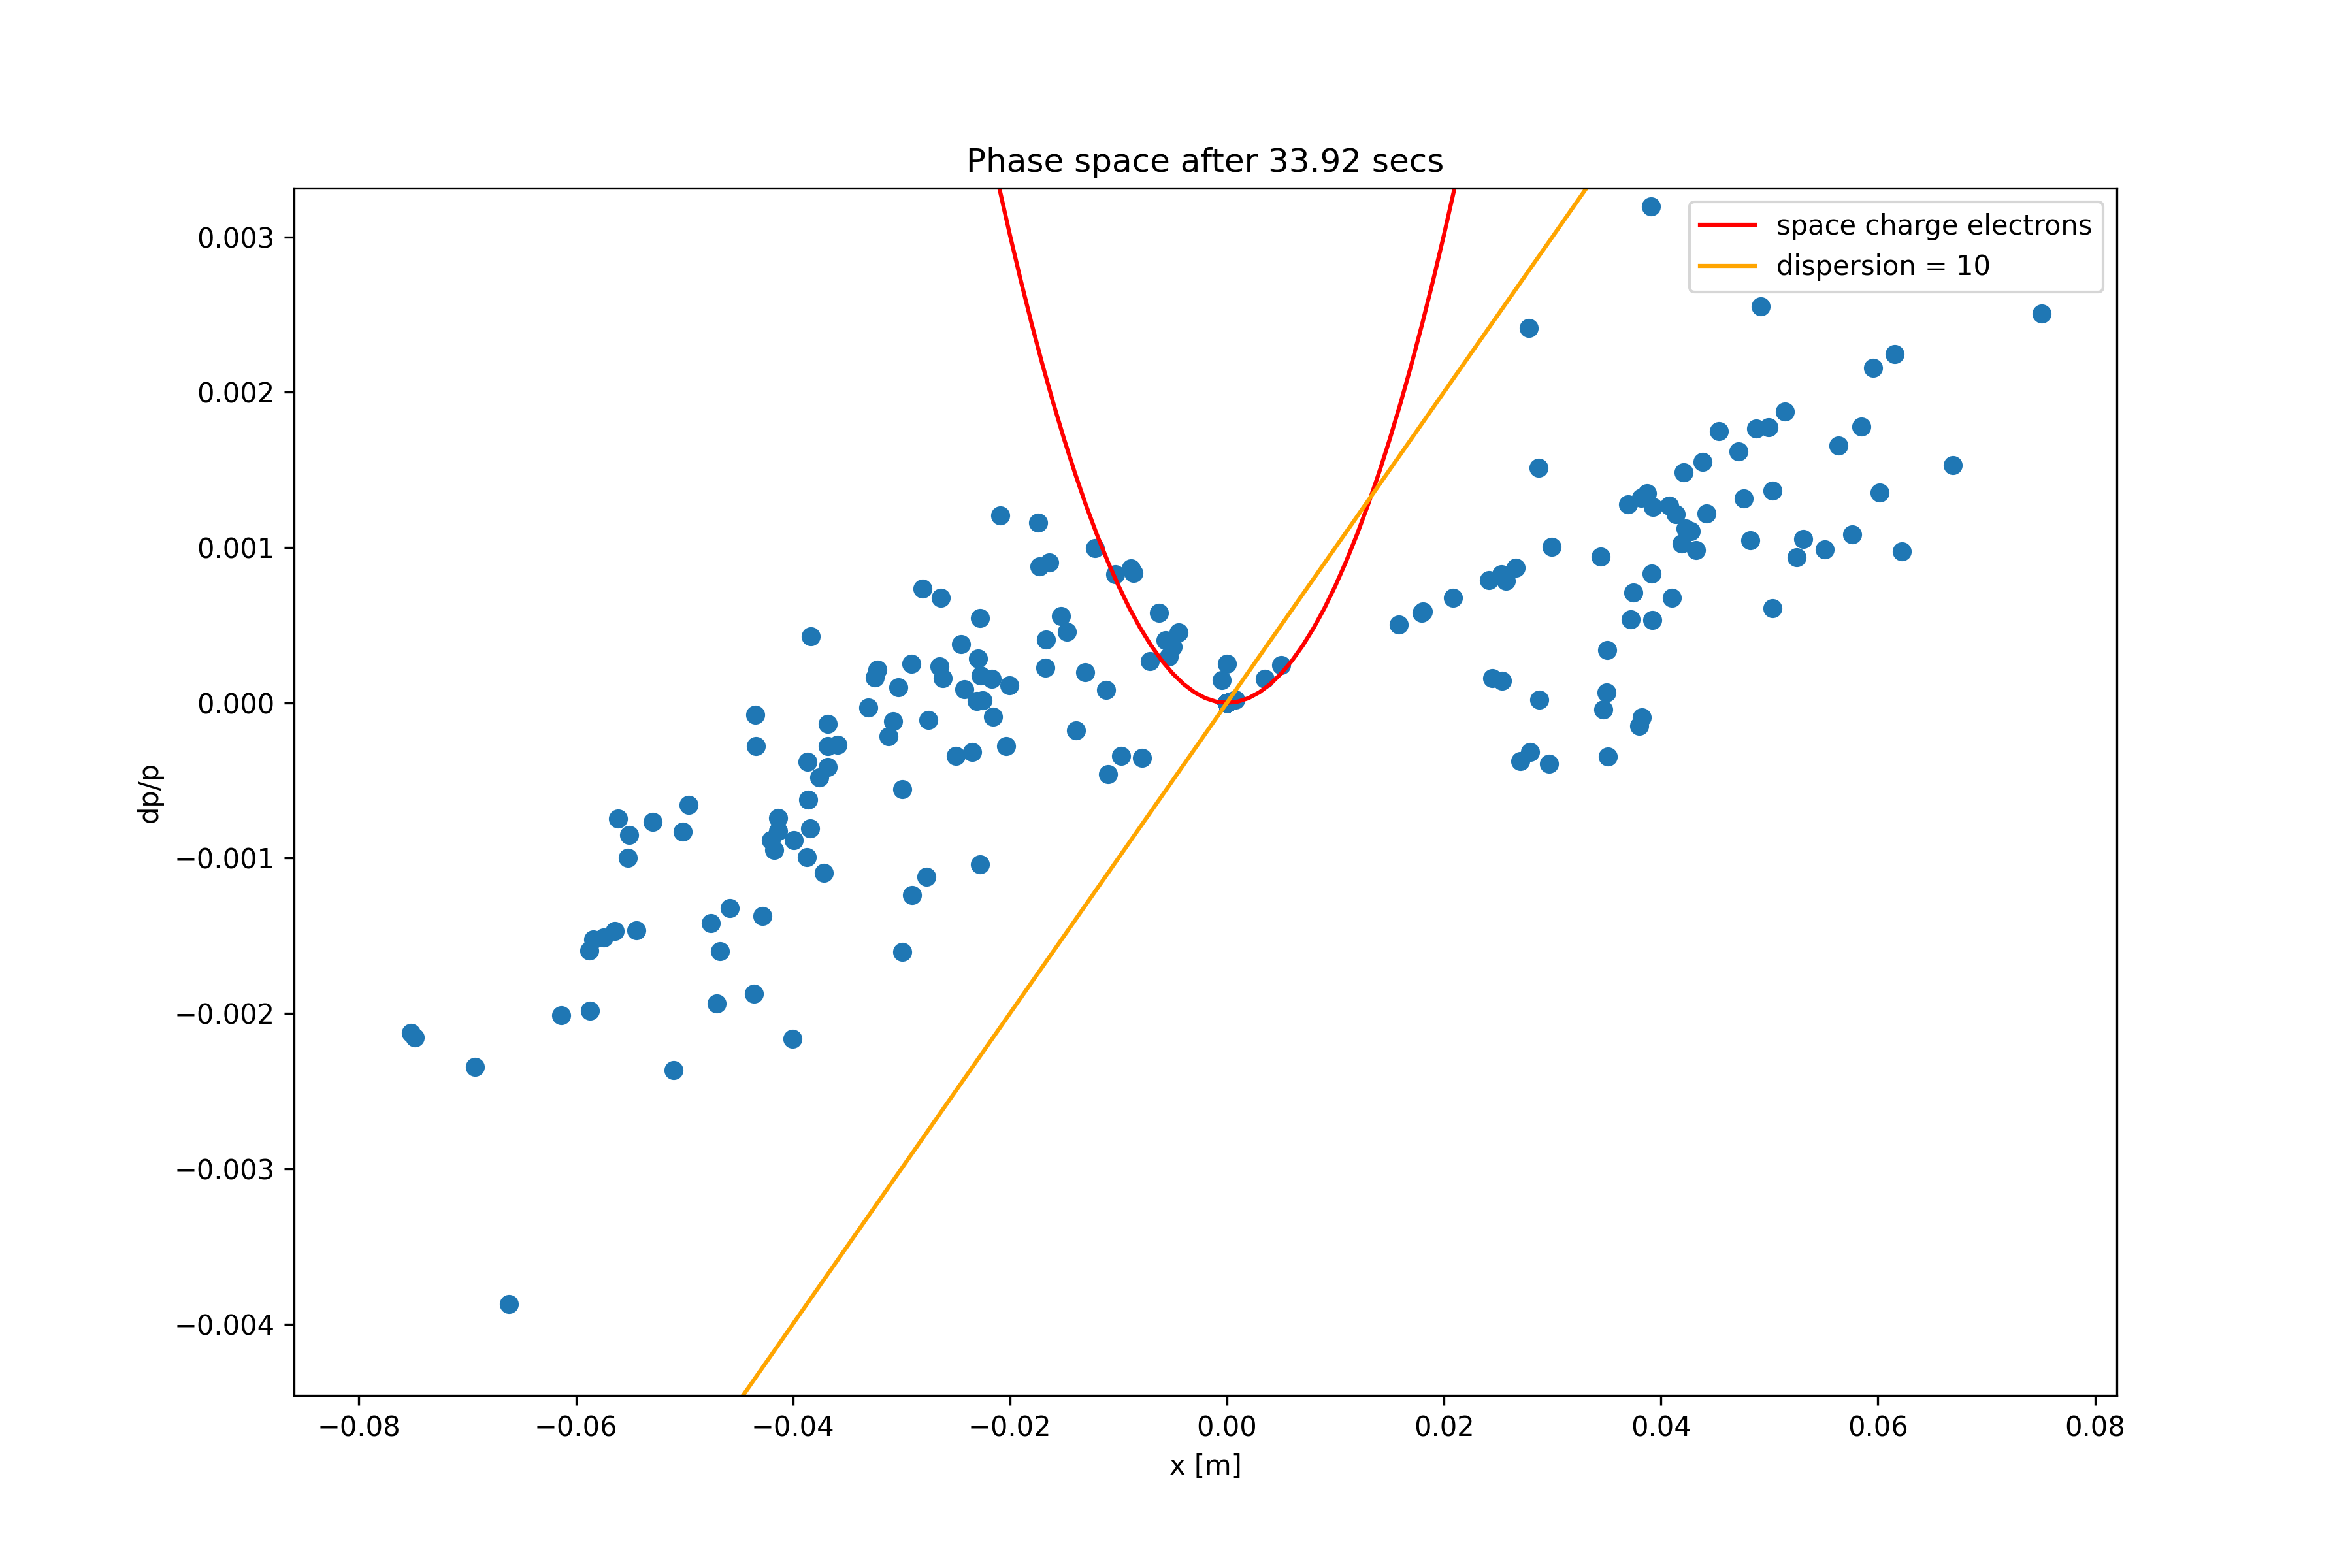 Phase space after 33.92 secs
space charge electrons
dispersion = 10
0.003
0.002
0.001
0.000
−0.001
−0.002
−0.003
−0.004
dp/p
−0.08 −0.06 −0.04 −0.02 0.00 0.02 0.04 0.06 0.08
x [m]